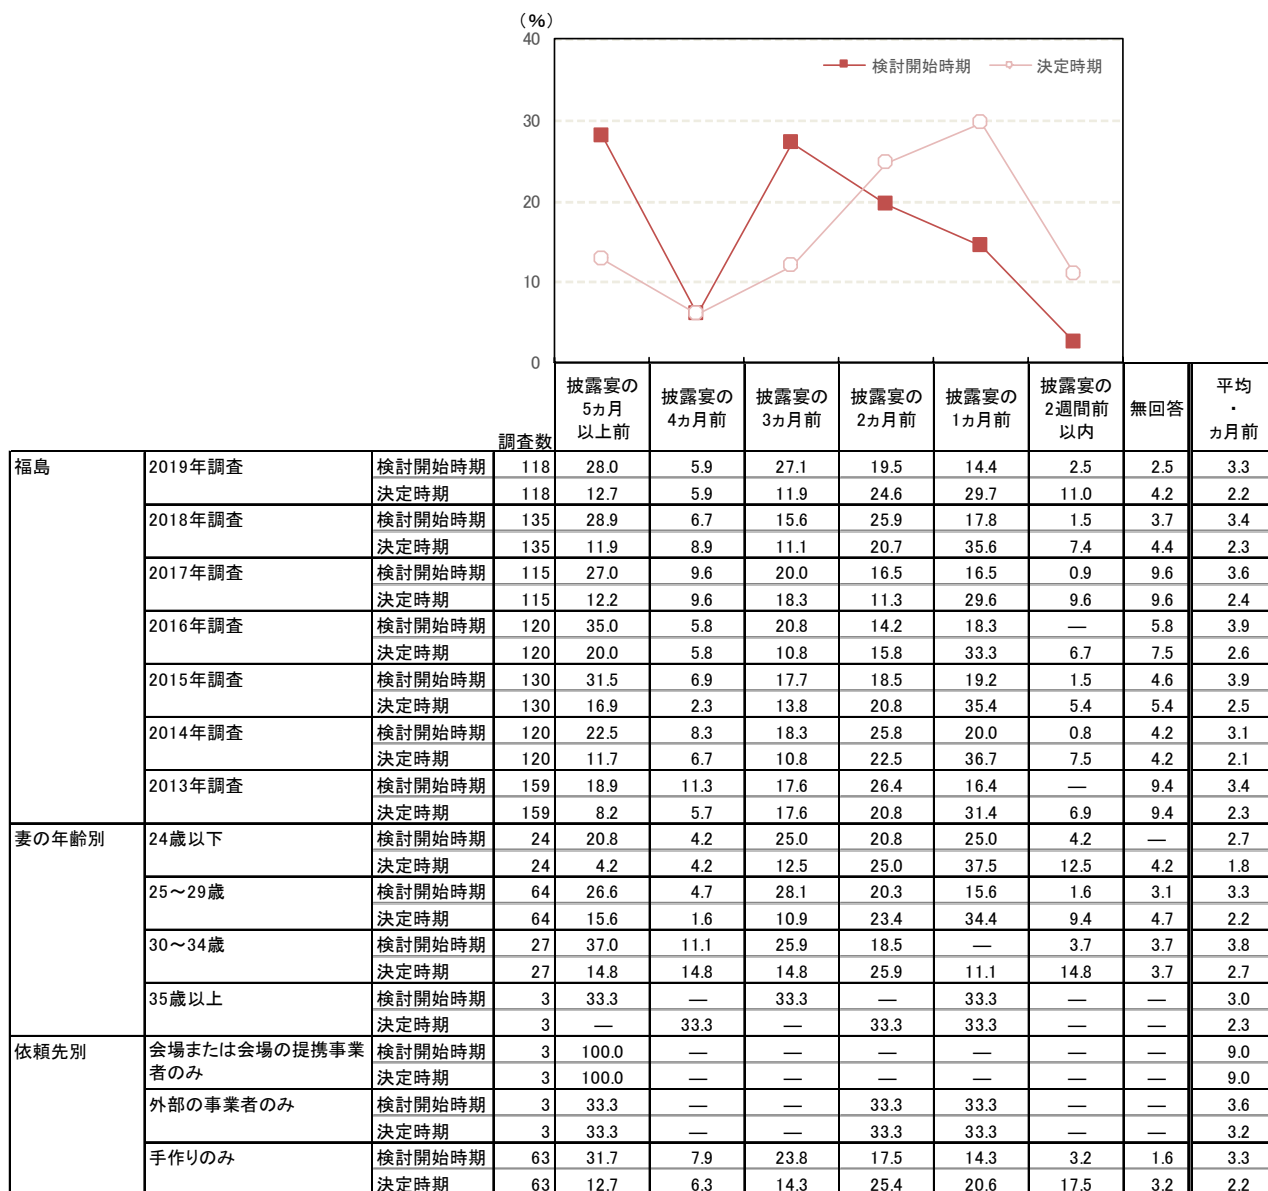 （％）
40
30
20
10
0
検討開始時期 決定時期
調査数 披露宴の5ヵ月以上前 披露宴の4ヵ月前 披露宴の3ヵ月前 披露宴の2ヵ月前 披露宴の1ヵ月前 披露宴の2週間前以内 無回答 平均・ヵ月前
福島 2019年調査 検討開始時期 118 28.0 5.9 27.1 19.5 14.4 2.5 2.5 3.3
決定時期 118 12.7 5.9 11.9 24.6 29.7 11.0 4.2 2.2
2018年調査 検討開始時期 135 28.9 6.7 15.6 25.9 17.8 1.5 3.7 3.4
決定時期 135 11.9 8.9 11.1 20.7 35.6 7.4 4.4 2.3
2017年調査 検討開始時期 115 27.0 9.6 20.0 16.5 16.5 0.9 9.6 3.6
決定時期 115 12.2 9.6 18.3 11.3 29.6 9.6 9.6 2.4
2016年調査 検討開始時期 120 35.0 5.8 20.8 14.2 18.3 ― 5.8 3.9
決定時期 120 20.0 5.8 10.8 15.8 33.3 6.7 7.5 2.6
2015年調査 検討開始時期 130 31.5 6.9 17.7 18.5 19.2 1.5 4.6 3.9
決定時期 130 16.9 2.3 13.8 20.8 35.4 5.4 5.4 2.5
2014年調査 検討開始時期 120 22.5 8.3 18.3 25.8 20.0 0.8 4.2 3.1
決定時期 120 11.7 6.7 10.8 22.5 36.7 7.5 4.2 2.1
2013年調査 検討開始時期 159 18.9 11.3 17.6 26.4 16.4 ― 9.4 3.4
決定時期 159 8.2 5.7 17.6 20.8 31.4 6.9 9.4 2.3
妻の年齢別 24歳以下 検討開始時期 24 20.8 4.2 25.0 20.8 25.0 4.2 ― 2.7
決定時期 24 4.2 4.2 12.5 25.0 37.5 12.5 4.2 1.8
25～29歳 検討開始時期 64 26.6 4.7 28.1 20.3 15.6 1.6 3.1 3.3
決定時期 64 15.6 1.6 10.9 23.4 34.4 9.4 4.7 2.2
30～34歳 検討開始時期 27 37.0 11.1 25.9 18.5 ― 3.7 3.7 3.8
決定時期 27 14.8 14.8 14.8 25.9 11.1 14.8 3.7 2.7
35歳以上 検討開始時期 3 33.3 ― 33.3 ― 33.3 ― ― 3.0
決定時期 3 ― 33.3 ― 33.3 33.3 ― ― 2.3
依頼先別 会場または会場の提携事業者のみ 検討開始時期 3 100.0 ― ― ― ― ― ― 9.0
決定時期 3 100.0 ― ― ― ― ― ― 9.0
外部の事業者のみ 検討開始時期 3 33.3 ― ― 33.3 33.3 ― ― 3.6
決定時期 3 33.3 ― ― 33.3 33.3 ― ― 3.2
手作りのみ 検討開始時期 63 31.7 7.9 23.8 17.5 14.3 3.2 1.6 3.3
決定時期 63 12.7 6.3 14.3 25.4 20.6 17.5 3.2 2.2